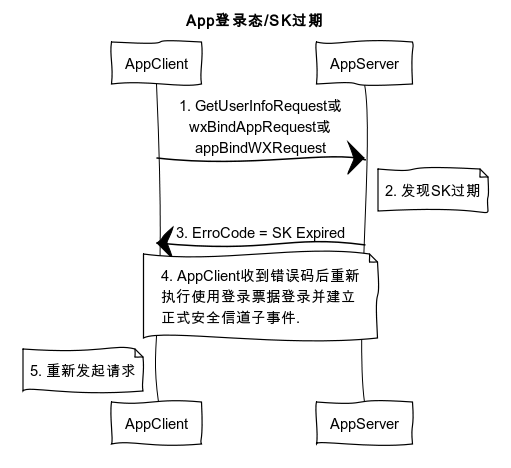 App登录态/SK过期
AppClient
AppServer
1. GetUserInfoRequest或
wxBindAppRequest或
appBindWXRequest
2. 发现SK过期
3. ErroCode = SK Expired
4. AppClient收到错误码后重新
执行使用登录票据登录并建立
正式安全信道子事件.
5. 重新发起请求
AppClient
AppServer